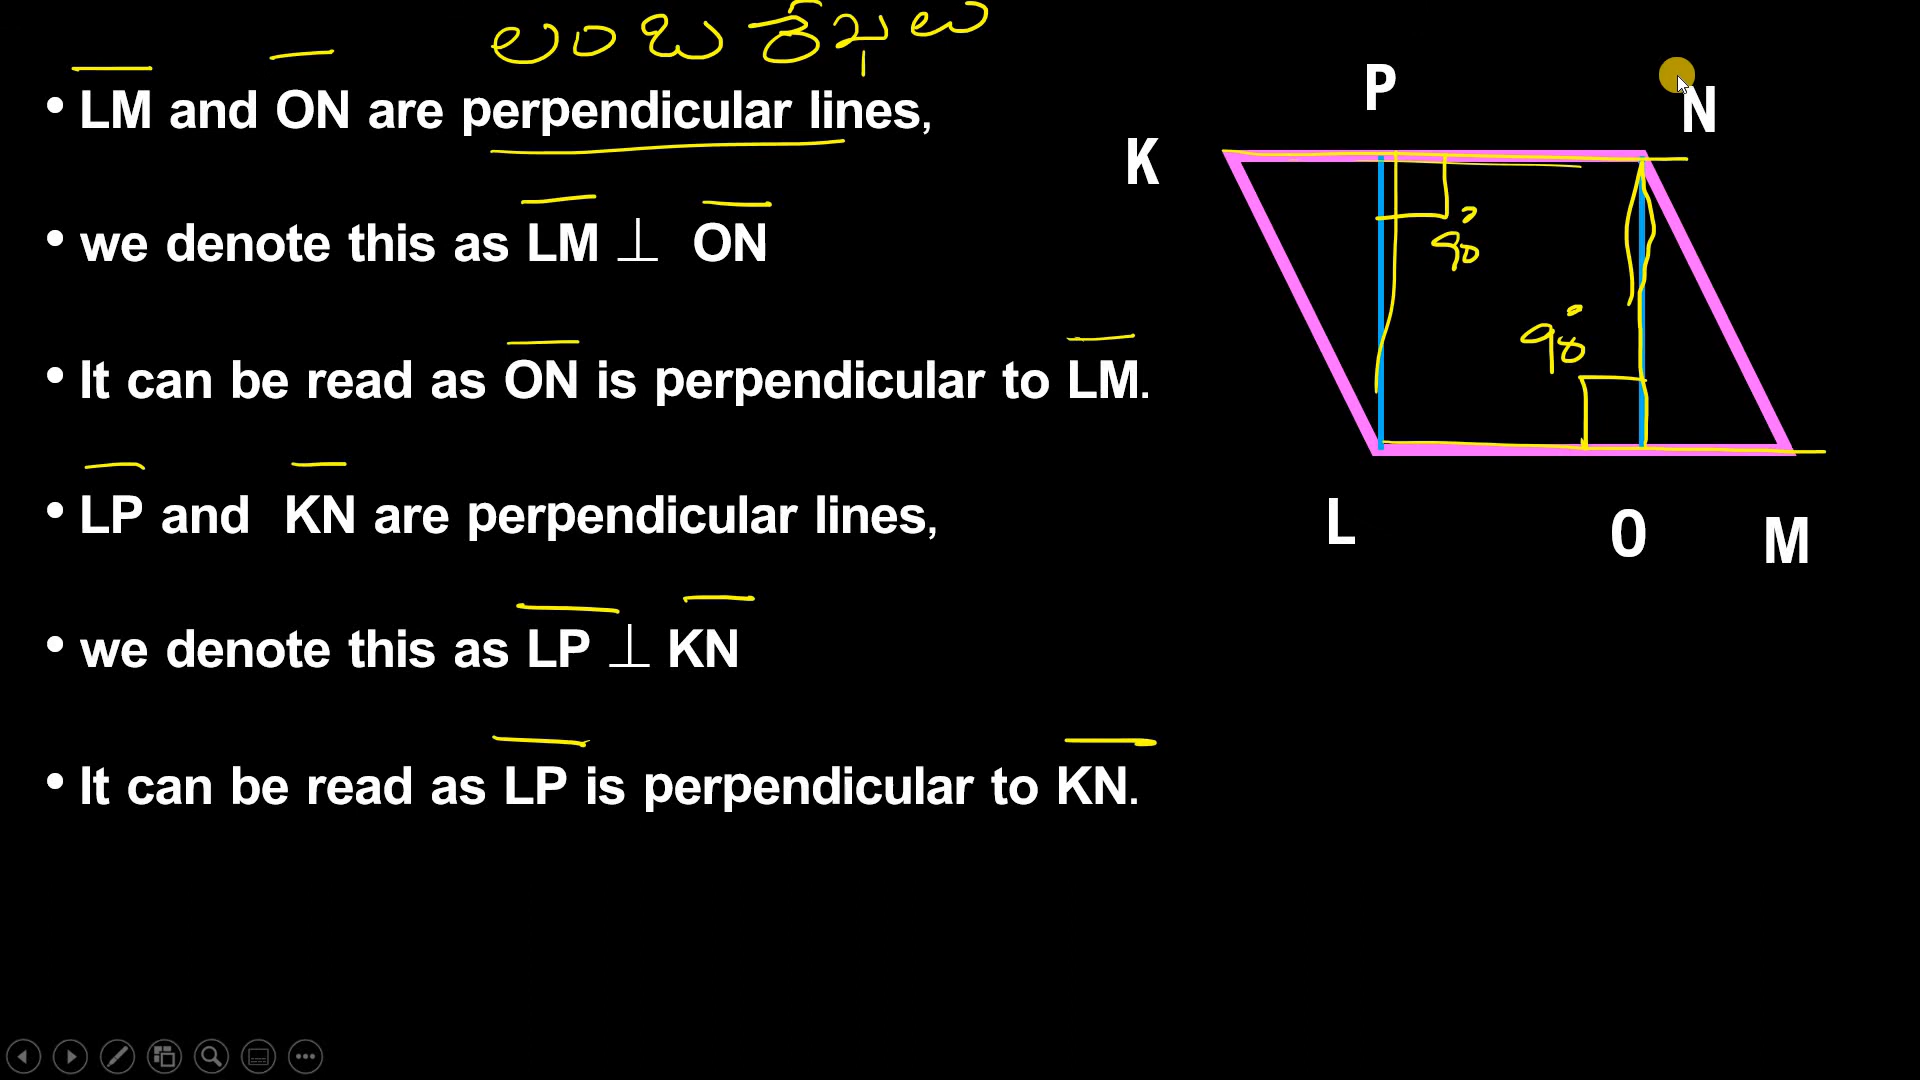 లంబ రేఖలు
• LM and ON are perpendicular lines,
• we denote this as LM ⊥ ON
• It can be read as ON is perpendicular to LM.
• LP and KN are perpendicular lines,
• we denote this as LP ⊥ KN
• It can be read as LP is perpendicular to KN.
P
N
K
90°
90°
L
O
M